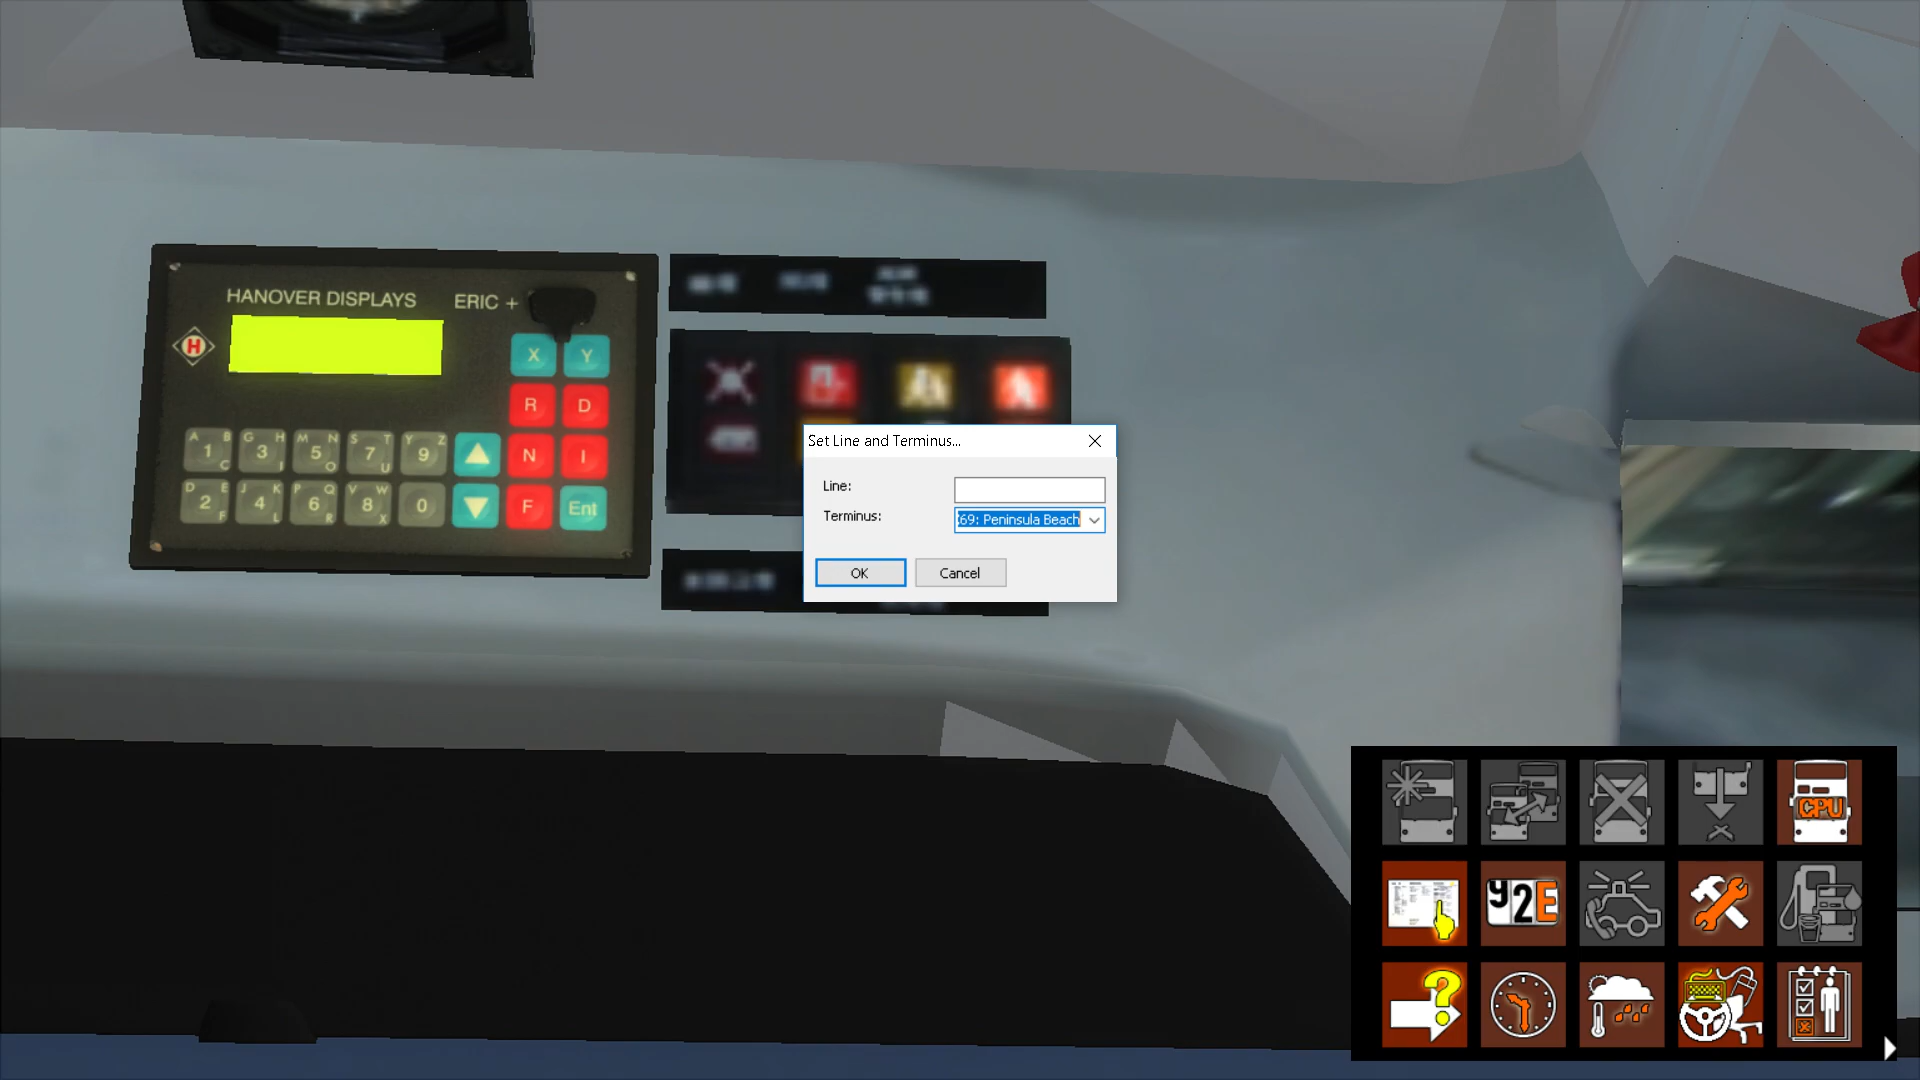 HANOVER DISPLAYS ERIC +
H
X Y
R D
A 1 B C G 3 H I M 5 N O S 7 T U Y 9 Z N I
D 2 E F J 4 K L P 6 Q R V 8 W X 0 F Ent
Set Line and Terminus...
Line:
Terminus: 69: Peninsula Beach
OK Cancel
CPU
92E
?